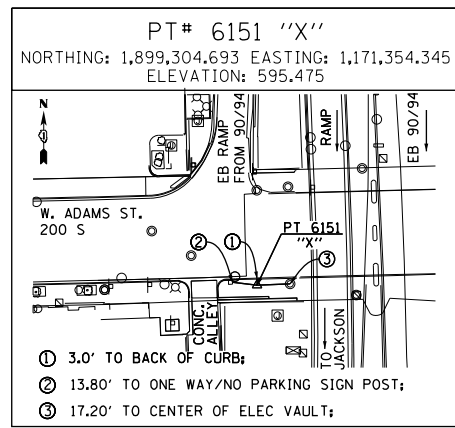 PT# 6151 "X"
NORTHING: 1,899,304.693 EASTING: 1,171,354.345
ELEVATION: 595.475
N
EB RAMP
FROM 90/94
RAMP
EB 90/94
W. ADAMS ST.
200 S
PT 6151
"X"
② ① ③
CONC.
ALLEY
TO
JACKSON
① 3.0' TO BACK OF CURB;
② 13.80' TO ONE WAY/NO PARKING SIGN POST;
③ 17.20' TO CENTER OF ELEC VAULT;